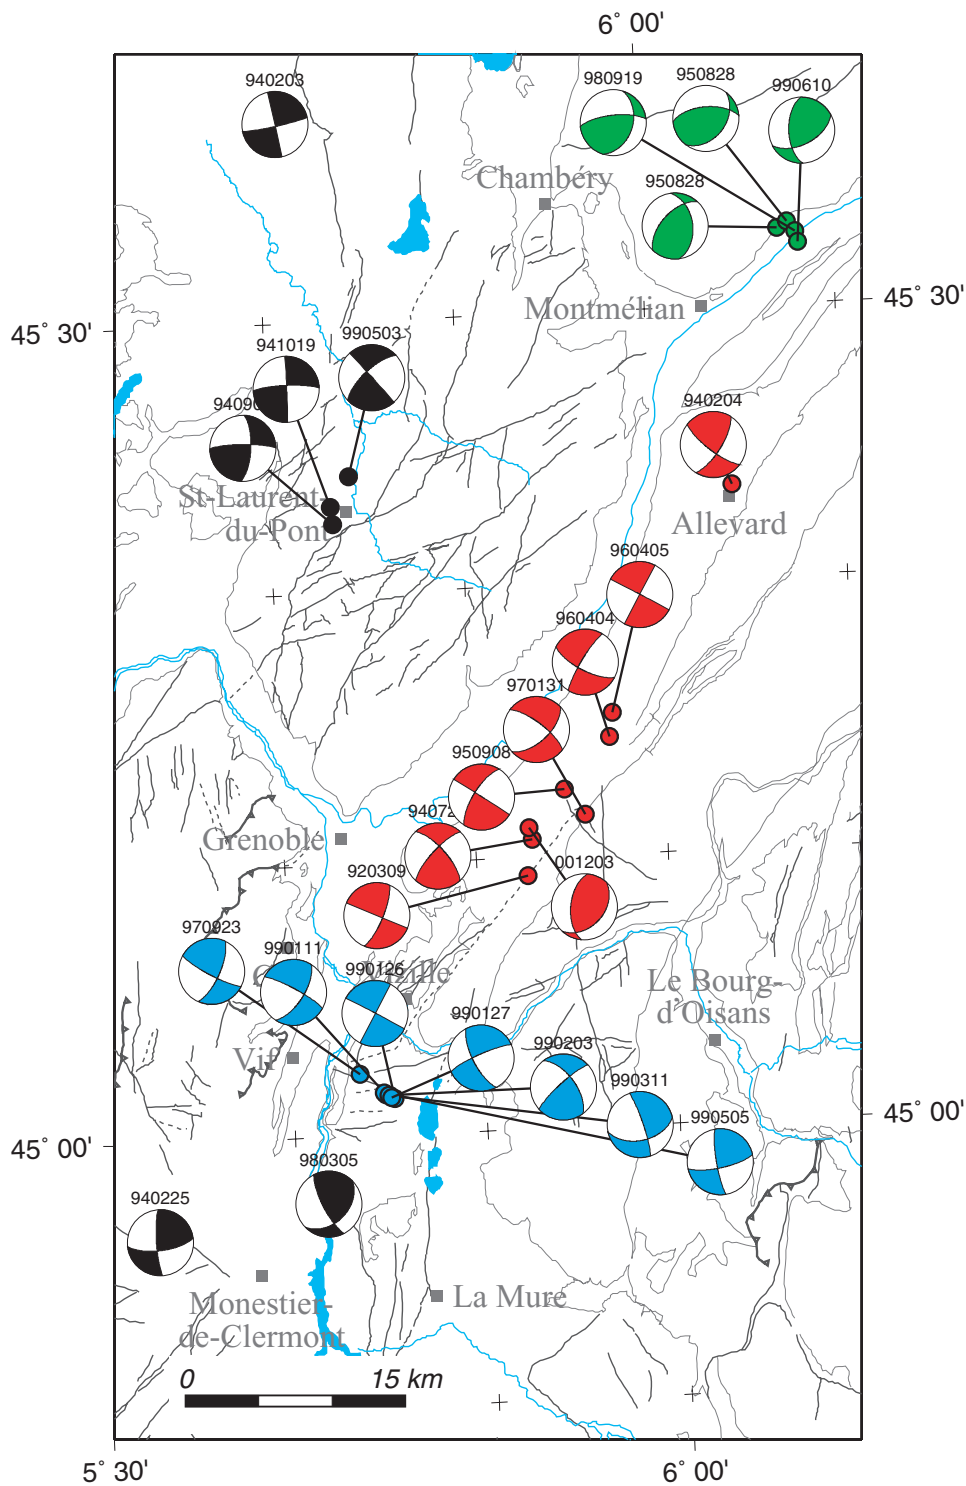 6° 00'
940203
980919
950828
990610
Chambéry
950828
45° 30'
Montmélian
45° 30'
990503
941019
940204
St-Laurent-
du-Pont
Allevard
960405
960404
970131
950908
Grenoble
920309
001203
970923
990111
990126
Vizille
Le Bourg-
d'Oisans
990127
990203
Vif
990311
990505
45° 00'
45° 00'
980305
940225
La Mure
Monestier-
de-Clermont
0 15 km
5° 30'
6° 00'